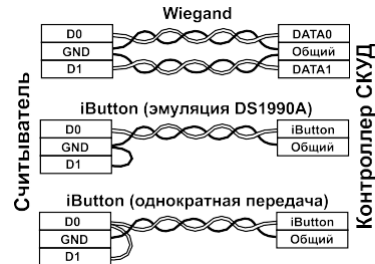 Wiegand
D0 DATA0
GND Общий
D1 DATA1
iButton (эмуляция DS1990A)
D0 iButton
GND Общий
D1
iButton (однократная передача)
D0 iButton
GND Общий
D1
Считыватель
Контроллер СКУД